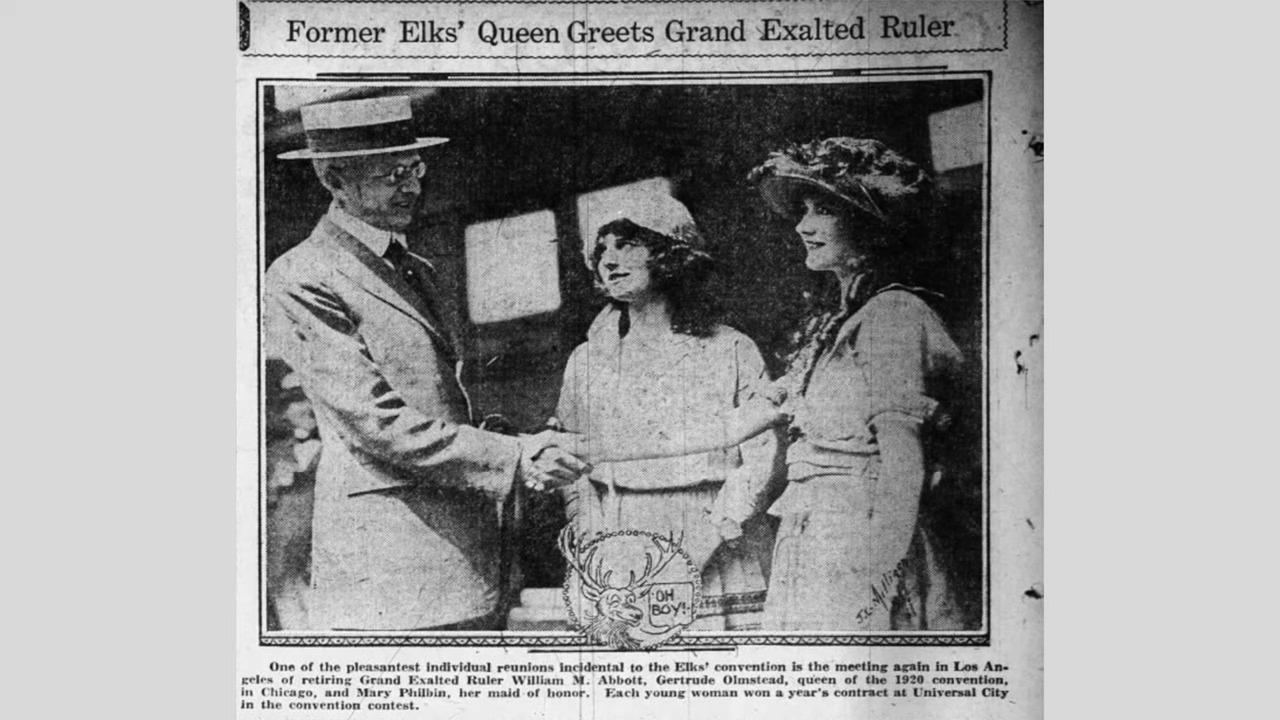 Former Elks' Queen Greets Grand Exalted Ruler
OH
BOY!
One of the pleasantest individual reunions incidental to the Elks' convention is the meeting again in Los An-
geles of retiring Grand Exalted Ruler William M. Abbott, Gertrude Olmstead, queen of the 1920 convention,
in Chicago, and Mary Philbin, her maid of honor. Each young woman won a year's contract at Universal City
in the convention contest.